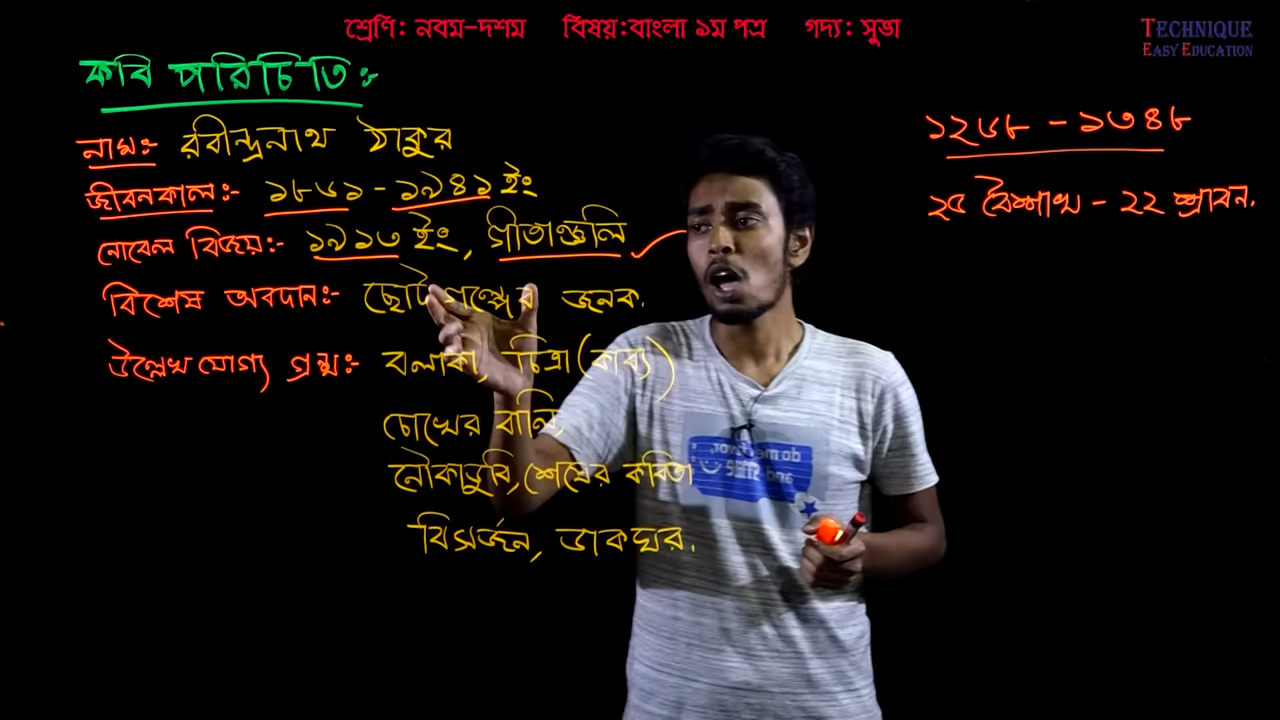 শ্রেণি: নবম-দশম বিষয়:বাংলা ১ম পত্র গদ্য: সুভা
TECHNIQUE
EASY EDUCATION
কবি পরিচিতি:-
নাম:- রবীন্দ্রনাথ ঠাকুর
জীবনকাল:- ১৮৬১ - ১৯৪১ ইং
নোবেল বিজয়:- ১৯১৩ ইং, গীতাঞ্জলি
বিশেষ অবদান:- ছোটগল্পের জনক.
উল্লেখযোগ্য গ্রন্থ:- বলাকা, চিত্রা (কাব্য)
চোখের বালি,
নৌকাডুবি, শেষের কবিতা
বিসর্জন, ডাকঘর.
১২৬৮ - ১৩৪৮
২৫ বৈশাখ - ২২ শ্রাবন.